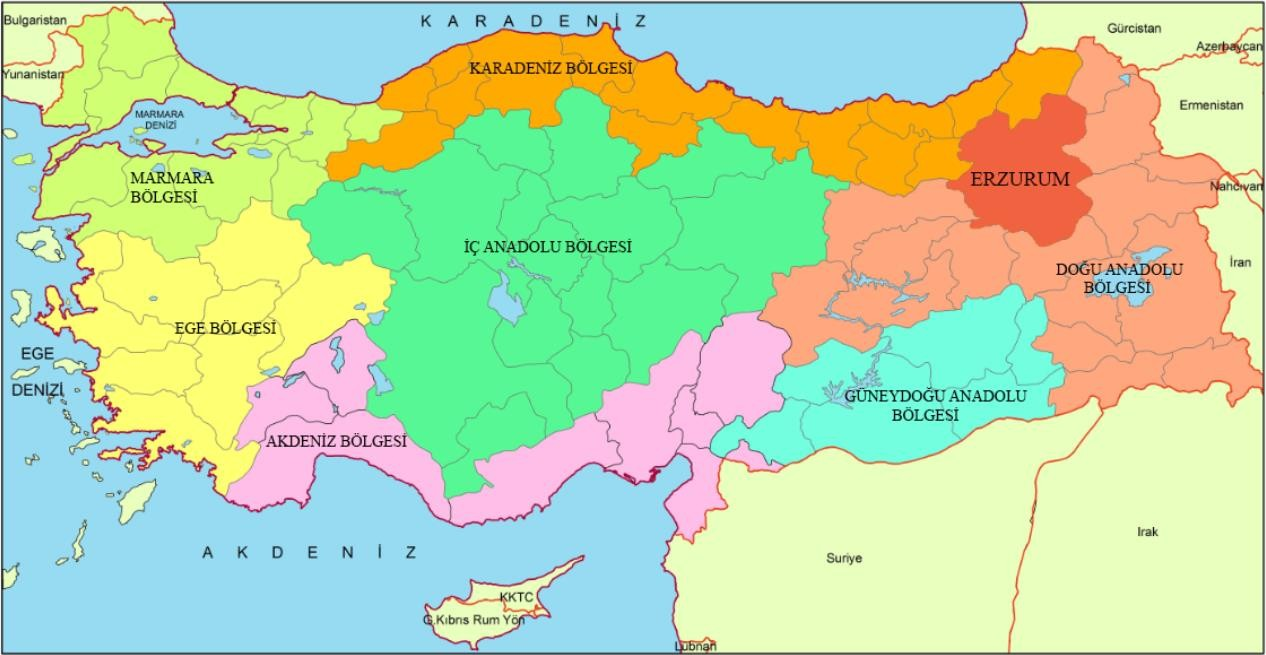 Bulgaristan
K A R A D E N İ Z
Gürcistan
Azerbaycan
Yunanistan
KARADENİZ BÖLGESİ
MARMARA
DENİZİ
Ermenistan
MARMARA
BÖLGESİ
ERZURUM
Nahcivan
İÇ ANADOLU BÖLGESİ
DOĞU ANADOLU
BÖLGESİ
İran
EGE BÖLGESİ
EGE
DENİZİ
GÜNEYDOĞU ANADOLU
BÖLGESİ
AKDENİZ BÖLGESİ
Irak
A K D E N İ Z
Suriye
KKTC
G.Kıbrıs Rum Yön
Lübnan